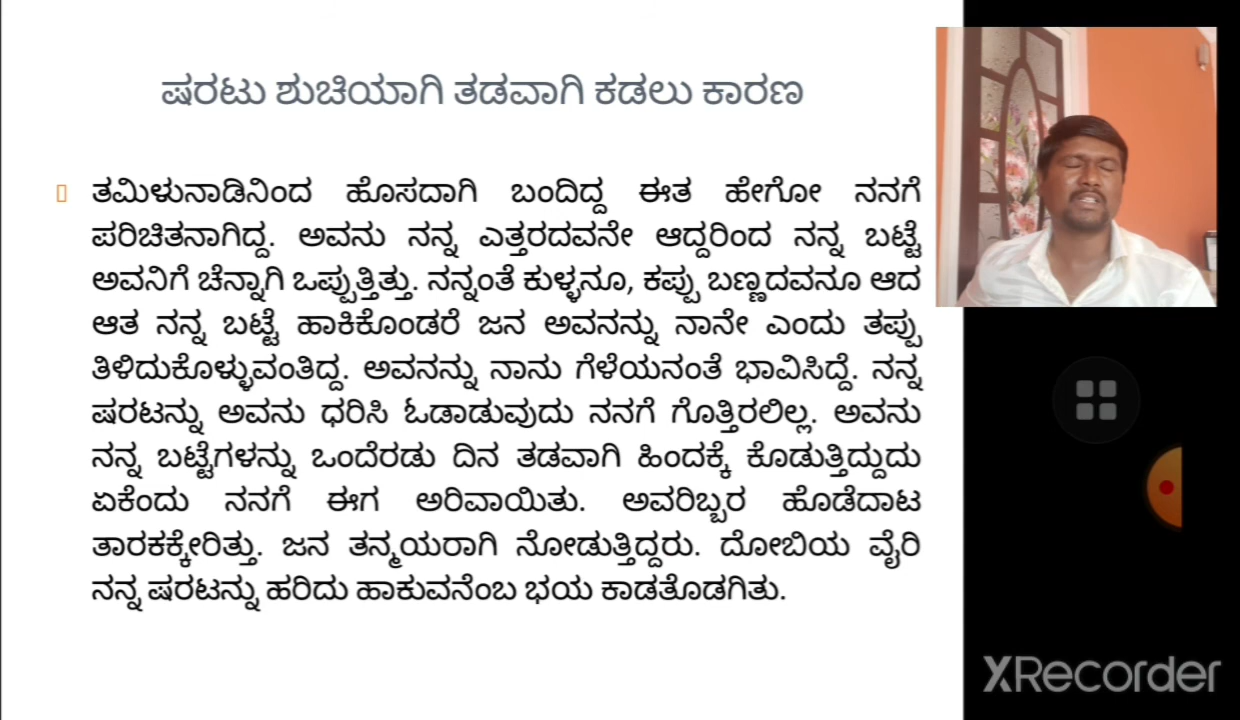 ಷರಟು ಶುಚಿಯಾಗಿ ತಡವಾಗಿ ಕಡಲು ಕಾರಣ
ತಮಿಳುನಾಡಿನಿಂದ ಹೊಸದಾಗಿ ಬಂದಿದ್ದ ಈತ ಹೇಗೋ ನನಗೆ
ಪರಿಚಿತನಾಗಿದ್ದ. ಅವನು ನನ್ನ ಎತ್ತರದವನೇ ಆದ್ದರಿಂದ ನನ್ನ ಬಟ್ಟೆ
ಅವನಿಗೆ ಚೆನ್ನಾಗಿ ಒಪ್ಪುತ್ತಿತ್ತು. ನನ್ನಂತೆ ಕುಳ್ಳನೂ, ಕಪ್ಪು ಬಣ್ಣದವನೂ ಆದ
ಆತ ನನ್ನ ಬಟ್ಟೆ ಹಾಕಿಕೊಂಡರೆ ಜನ ಅವನನ್ನು ನಾನೇ ಎಂದು ತಪ್ಪು
ತಿಳಿದುಕೊಳ್ಳುವಂತಿದ್ದ. ಅವನನ್ನು ನಾನು ಗೆಳೆಯನಂತೆ ಭಾವಿಸಿದ್ದೆ. ನನ್ನ
ಷರಟನ್ನು ಅವನು ಧರಿಸಿ ಓಡಾಡುವುದು ನನಗೆ ಗೊತ್ತಿರಲಿಲ್ಲ. ಅವನು
ನನ್ನ ಬಟ್ಟೆಗಳನ್ನು ಒಂದೆರಡು ದಿನ ತಡವಾಗಿ ಹಿಂದಕ್ಕೆ ಕೊಡುತ್ತಿದ್ದುದು
ಏಕೆಂದು ನನಗೆ ಈಗ ಅರಿವಾಯಿತು. ಅವರಿಬ್ಬರ ಹೊಡೆದಾಟ
ತಾರಕಕ್ಕೇರಿತ್ತು. ಜನ ತನ್ಮಯರಾಗಿ ನೋಡುತ್ತಿದ್ದರು. ದೋಬಿಯ ವೈರಿ
ನನ್ನ ಷರಟನ್ನು ಹರಿದು ಹಾಕುವನೆಂಬ ಭಯ ಕಾಡತೊಡಗಿತು.
XRecorder